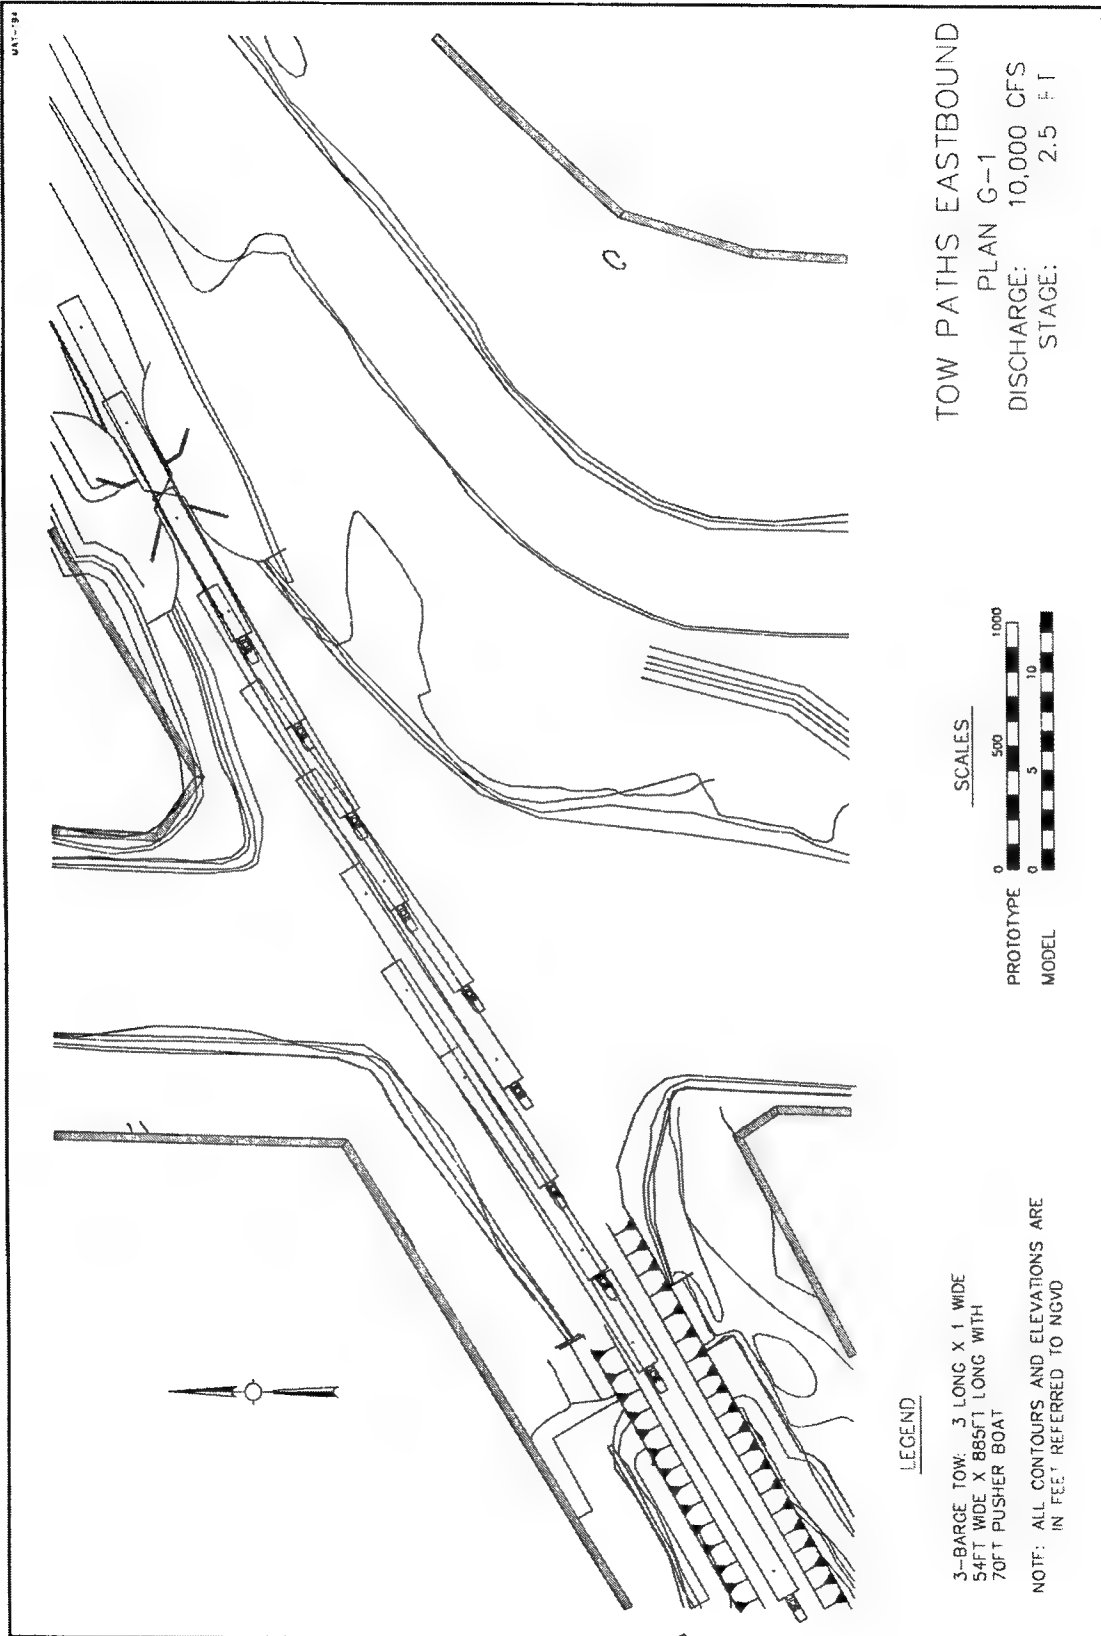 TOW PATHS EASTBOUND
PLAN G-1
DISCHARGE: 10,000 CFS
STAGE: 2.5 FT
SCALES
PROTOTYPE 0 500 1000
MODEL 0 5 10
LEGEND
3-BARGE TOW: 3 LONG X 1 WIDE
54FT WIDE X 885FT LONG WITH
70FT PUSHER BOAT
NOTE: ALL CONTOURS AND ELEVATIONS ARE
IN FEET REFERRED TO NGVD